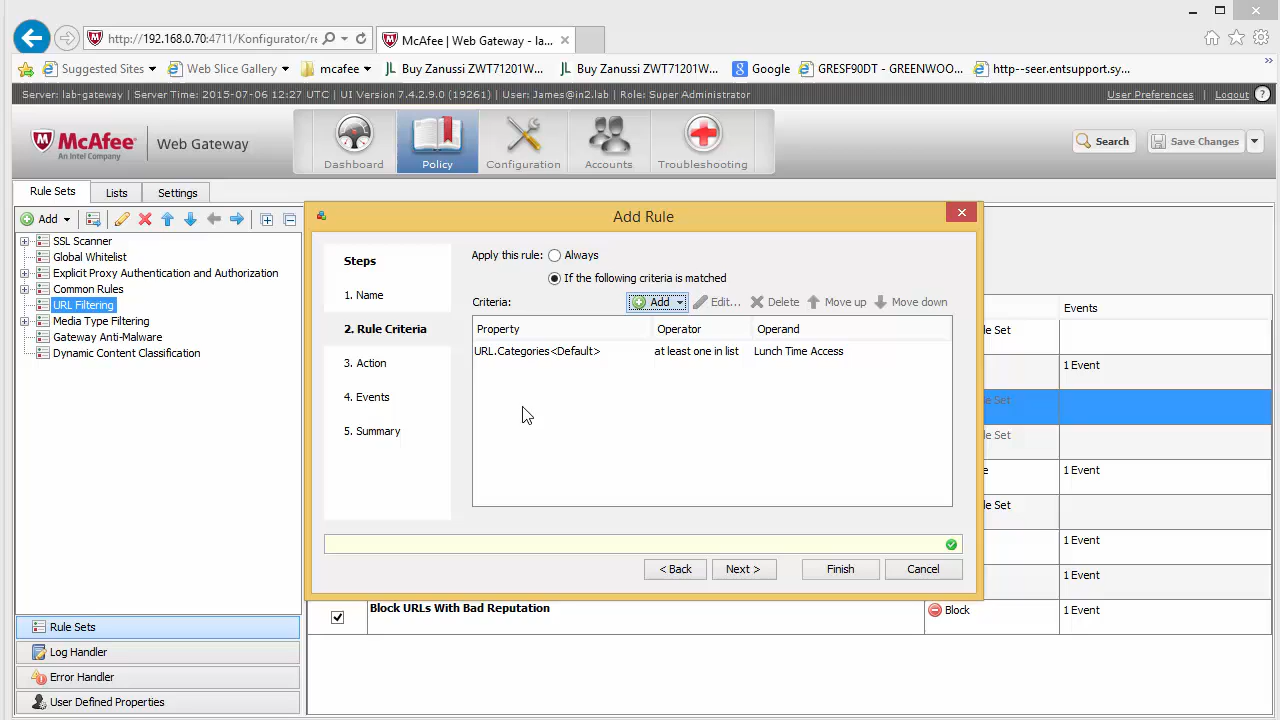 http://192.168.0.70:4711/Konfigurator/re
McAfee | Web Gateway - la...
Suggested Sites
Web Slice Gallery
mcafee
Buy Zanussi ZWT71201W...
Buy Zanussi ZWT71201W...
Google
GRESF90DT - GREENWOO...
http--seer.entsupport.sy...
Server: lab-gateway | Server Time: 2015-07-06 12:27 UTC | UI Version 7.4.2.9.0 (19261) | User: James@in2.lab | Role: Super Administrator
User Preferences | Logout
McAfee
An Intel Company
Web Gateway
Dashboard
Policy
Configuration
Accounts
Troubleshooting
Search
Save Changes
Rule Sets
Lists
Settings
Add
SSL Scanner
Global Whitelist
Explicit Proxy Authentication and Authorization
Common Rules
URL Filtering
Media Type Filtering
Gateway Anti-Malware
Dynamic Content Classification
Rule Sets
Log Handler
Error Handler
User Defined Properties
Add Rule
Steps
1. Name
2. Rule Criteria
3. Action
4. Events
5. Summary
Apply this rule:
Always
If the following criteria is matched
Criteria:
Add
Edit...
Delete
Move up
Move down
Property
Operator
Operand
URL.Categories<Default>
at least one in list
Lunch Time Access
< Back
Next >
Finish
Cancel
Events
le Set
1 Event
le Set
le Set
e
1 Event
le Set
1 Event
1 Event
Block URLs With Bad Reputation
Block
1 Event